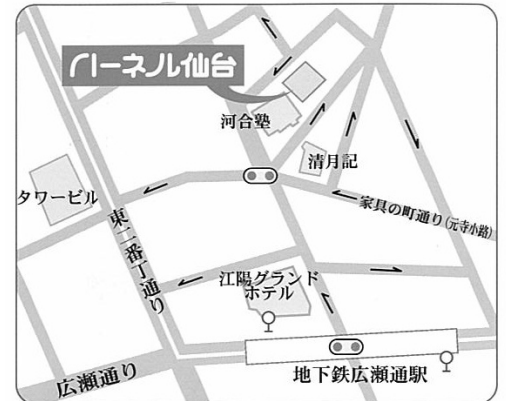 ハーネル仙台
河合塾
清月記
タワービル
家具の町通り(元寺小路)
東二番丁通り
江陽グランド
ホテル
広瀬通り
地下鉄広瀬通駅